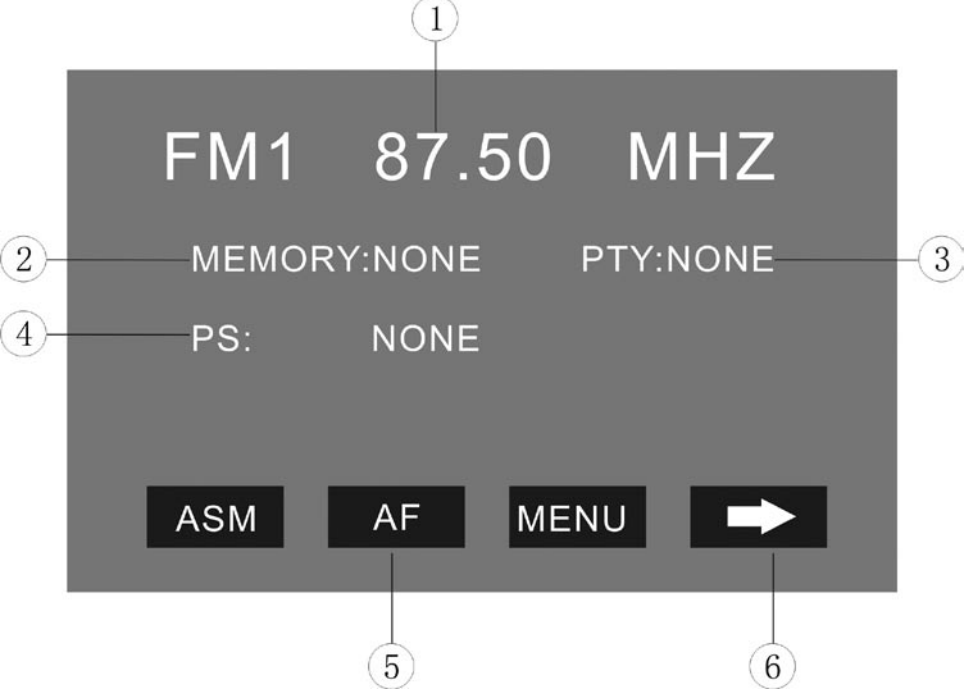 ①
FM1 87.50 MHZ
② MEMORY:NONE PTY:NONE ③
④ PS: NONE
ASM AF MENU
⑤ ⑥